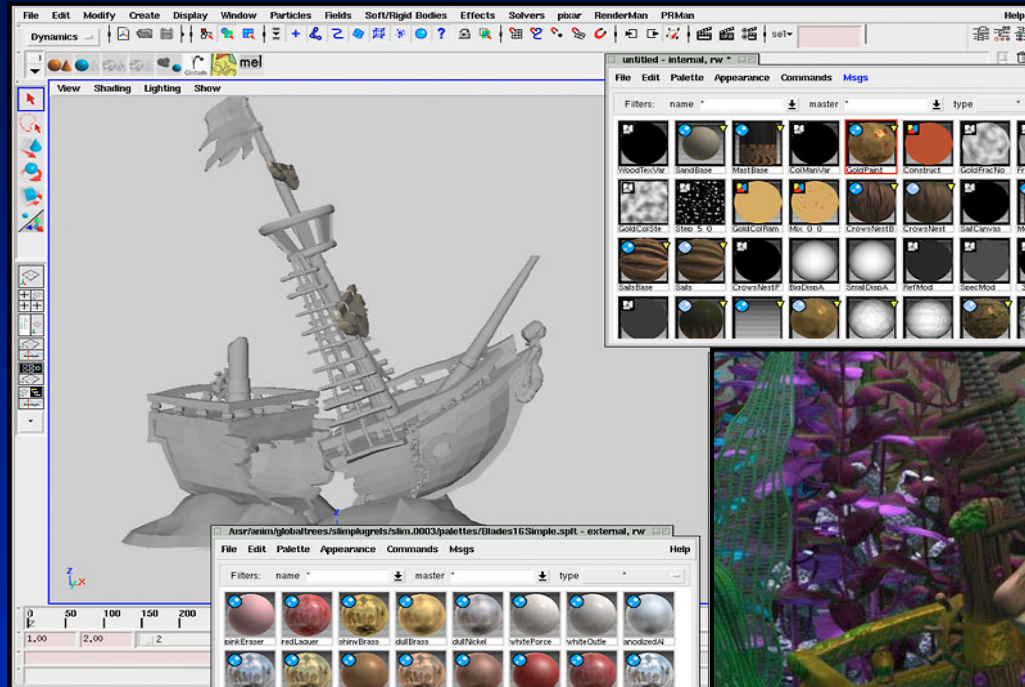 File Edit Modify Create Display Window Particles Fields Soft/Rigid Bodies Effects Solvers pixar RenderMan PRMan Help
Dynamics sel
Globals mel
View Shading Lighting Show
untitled - internal, rw *
File Edit Palette Appearance Commands Msgs
Filters: name * master * type *
WoodTexVar SandBase MastBase ColManVar GoldPaint Construct GoldFracNo
GoldColSte Step_5_0 GoldColRam Mix_0_0 CrowsNestB CrowsNest SailCanvas
SailsBase Sails CrowsNestP BigDispA SmallDispA RefMod SpecMod
z
z
y x
/usr/anim/globaltrees/slimplugrels/slim.0003/palettes/Blades16Simple.splt - external, rw
File Edit Palette Appearance Commands Msgs Help
Filters: name * master * type *
pinkEraser redLaquer shinyBrass dullBrass dullNickel whitePorce whiteOutle anodizedAl
0 50 100 150 200
2
1.00 2.00 2